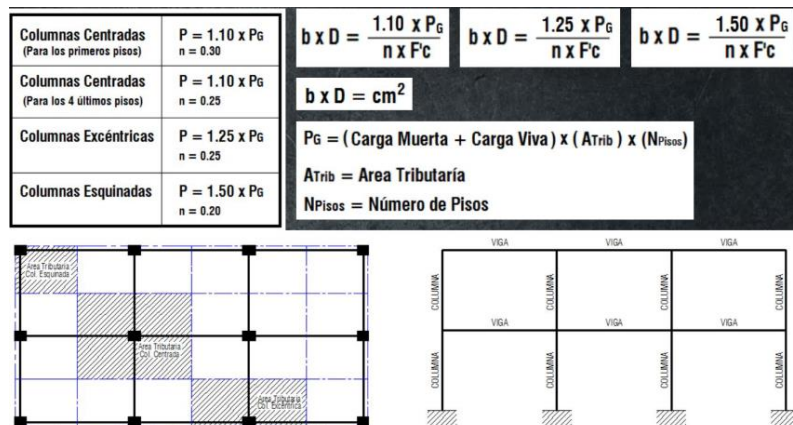 Columnas Centradas
(Para los primeros pisos)
P = 1.10 x PG
n = 0.30
Columnas Centradas
(Para los 4 últimos pisos)
P = 1.10 x PG
n = 0.25
Columnas Excéntricas
P = 1.25 x PG
n = 0.25
Columnas Esquinadas
P = 1.50 x PG
n = 0.20
b x D = 1.10 x PG / n x F'c
b x D = 1.25 x PG / n x F'c
b x D = 1.50 x PG / n x F'c
b x D = cm²
PG = (Carga Muerta + Carga Viva) x (ATrib) x (NPisos)
ATrib = Area Tributaría
NPisos = Número de Pisos
Area Tributaria
Col. Esquinada
Area Tributaria
Col. Centrada
Area Tributaria
Col. Excéntrica
VIGA VIGA VIGA
COLUMNA COLUMNA COLUMNA COLUMNA
VIGA VIGA VIGA
COLUMNA COLUMNA COLUMNA COLUMNA